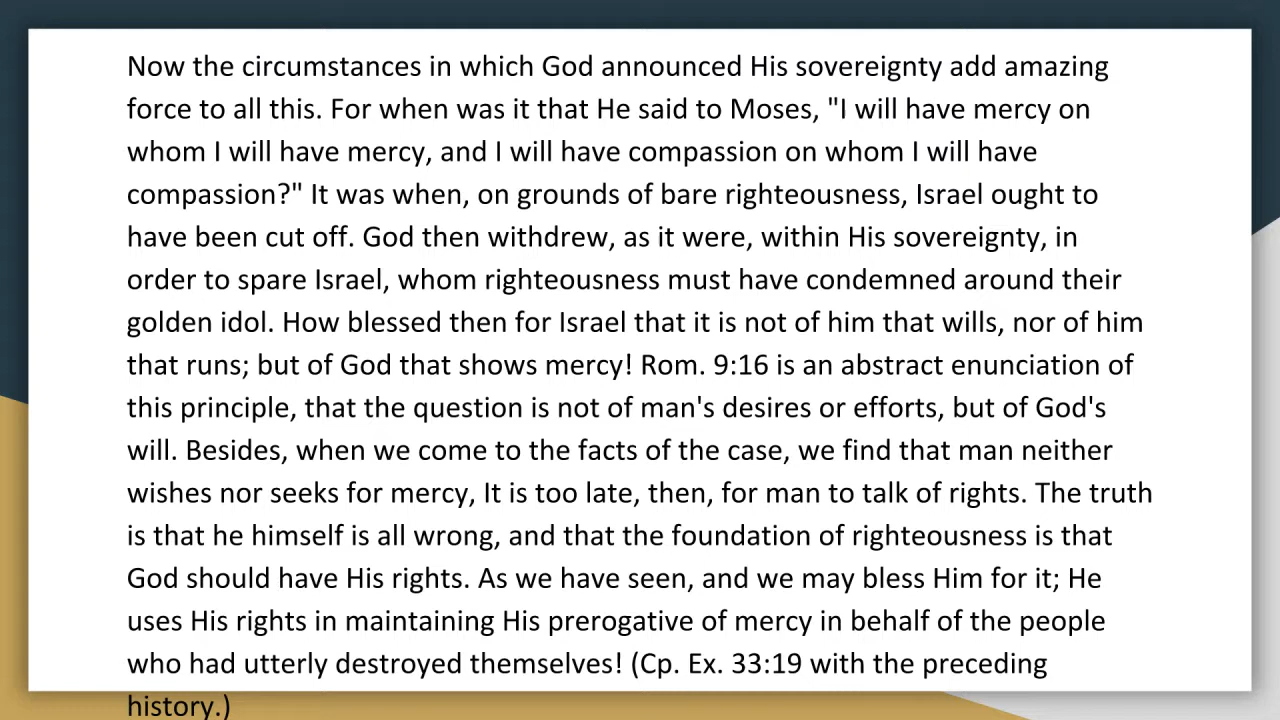 Now the circumstances in which God announced His sovereignty add amazing
force to all this. For when was it that He said to Moses, "I will have mercy on
whom I will have mercy, and I will have compassion on whom I will have
compassion?" It was when, on grounds of bare righteousness, Israel ought to
have been cut off. God then withdrew, as it were, within His sovereignty, in
order to spare Israel, whom righteousness must have condemned around their
golden idol. How blessed then for Israel that it is not of him that wills, nor of him
that runs; but of God that shows mercy! Rom. 9:16 is an abstract enunciation of
this principle, that the question is not of man's desires or efforts, but of God's
will. Besides, when we come to the facts of the case, we find that man neither
wishes nor seeks for mercy, It is too late, then, for man to talk of rights. The truth
is that he himself is all wrong, and that the foundation of righteousness is that
God should have His rights. As we have seen, and we may bless Him for it; He
uses His rights in maintaining His prerogative of mercy in behalf of the people
who had utterly destroyed themselves! (Cp. Ex. 33:19 with the preceding
history.)